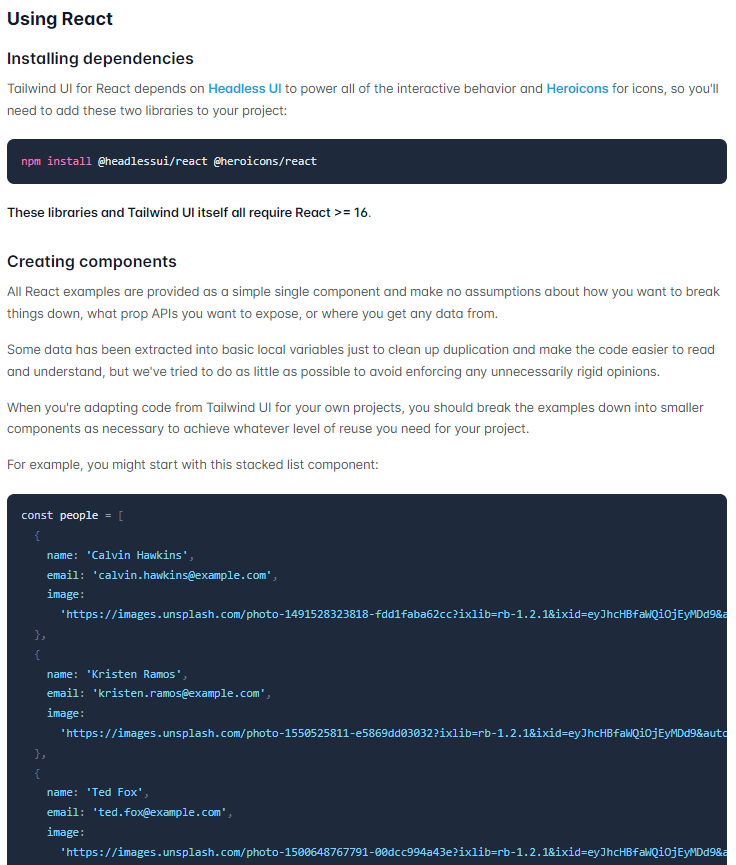 Using React
Installing dependencies
Tailwind UI for React depends on Headless UI to power all of the interactive behavior and Heroicons for icons, so you'll
need to add these two libraries to your project:
npm install @headlessui/react @heroicons/react
These libraries and Tailwind UI itself all require React >= 16.
Creating components
All React examples are provided as a simple single component and make no assumptions about how you want to break
things down, what prop APIs you want to expose, or where you get any data from.
Some data has been extracted into basic local variables just to clean up duplication and make the code easier to read
and understand, but we've tried to do as little as possible to avoid enforcing any unnecessarily rigid opinions.
When you're adapting code from Tailwind UI for your own projects, you should break the examples down into smaller
components as necessary to achieve whatever level of reuse you need for your project.
For example, you might start with this stacked list component:
const people = [
{
name: 'Calvin Hawkins',
email: 'calvin.hawkins@example.com',
image:
'https://images.unsplash.com/photo-1491528323818-fdd1faba62cc?ixlib=rb-1.2.1&ixid=eyJhcHBfaWQiOjEyMDd9&a
},
{
name: 'Kristen Ramos',
email: 'kristen.ramos@example.com',
image:
'https://images.unsplash.com/photo-1550525811-e5869dd03032?ixlib=rb-1.2.1&ixid=eyJhcHBfaWQiOjEyMDd9&auto
},
{
name: 'Ted Fox',
email: 'ted.fox@example.com',
image:
'https://images.unsplash.com/photo-1500648767791-00dcc994a43e?ixlib=rb-1.2.1&ixid=eyJhcHBfaWQiOjEyMDd9&a